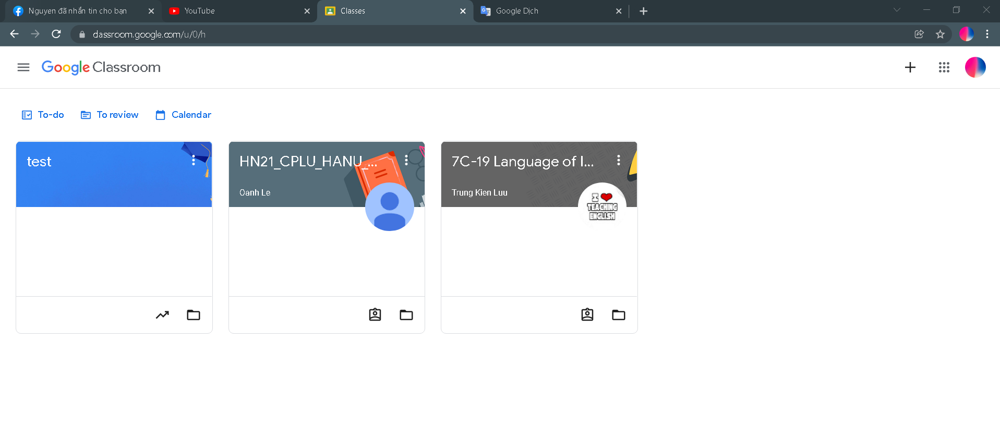 Nguyen đã nhắn tin cho bạn
YouTube
Classes
Google Dịch
classroom.google.com/u/0/h
Google Classroom
To-do
To review
Calendar
test
HN21_CPLU_HANU_...
Oanh Le
7C-19 Language of I...
Trung Kien Luu
I
TEACHING
ENGLISH